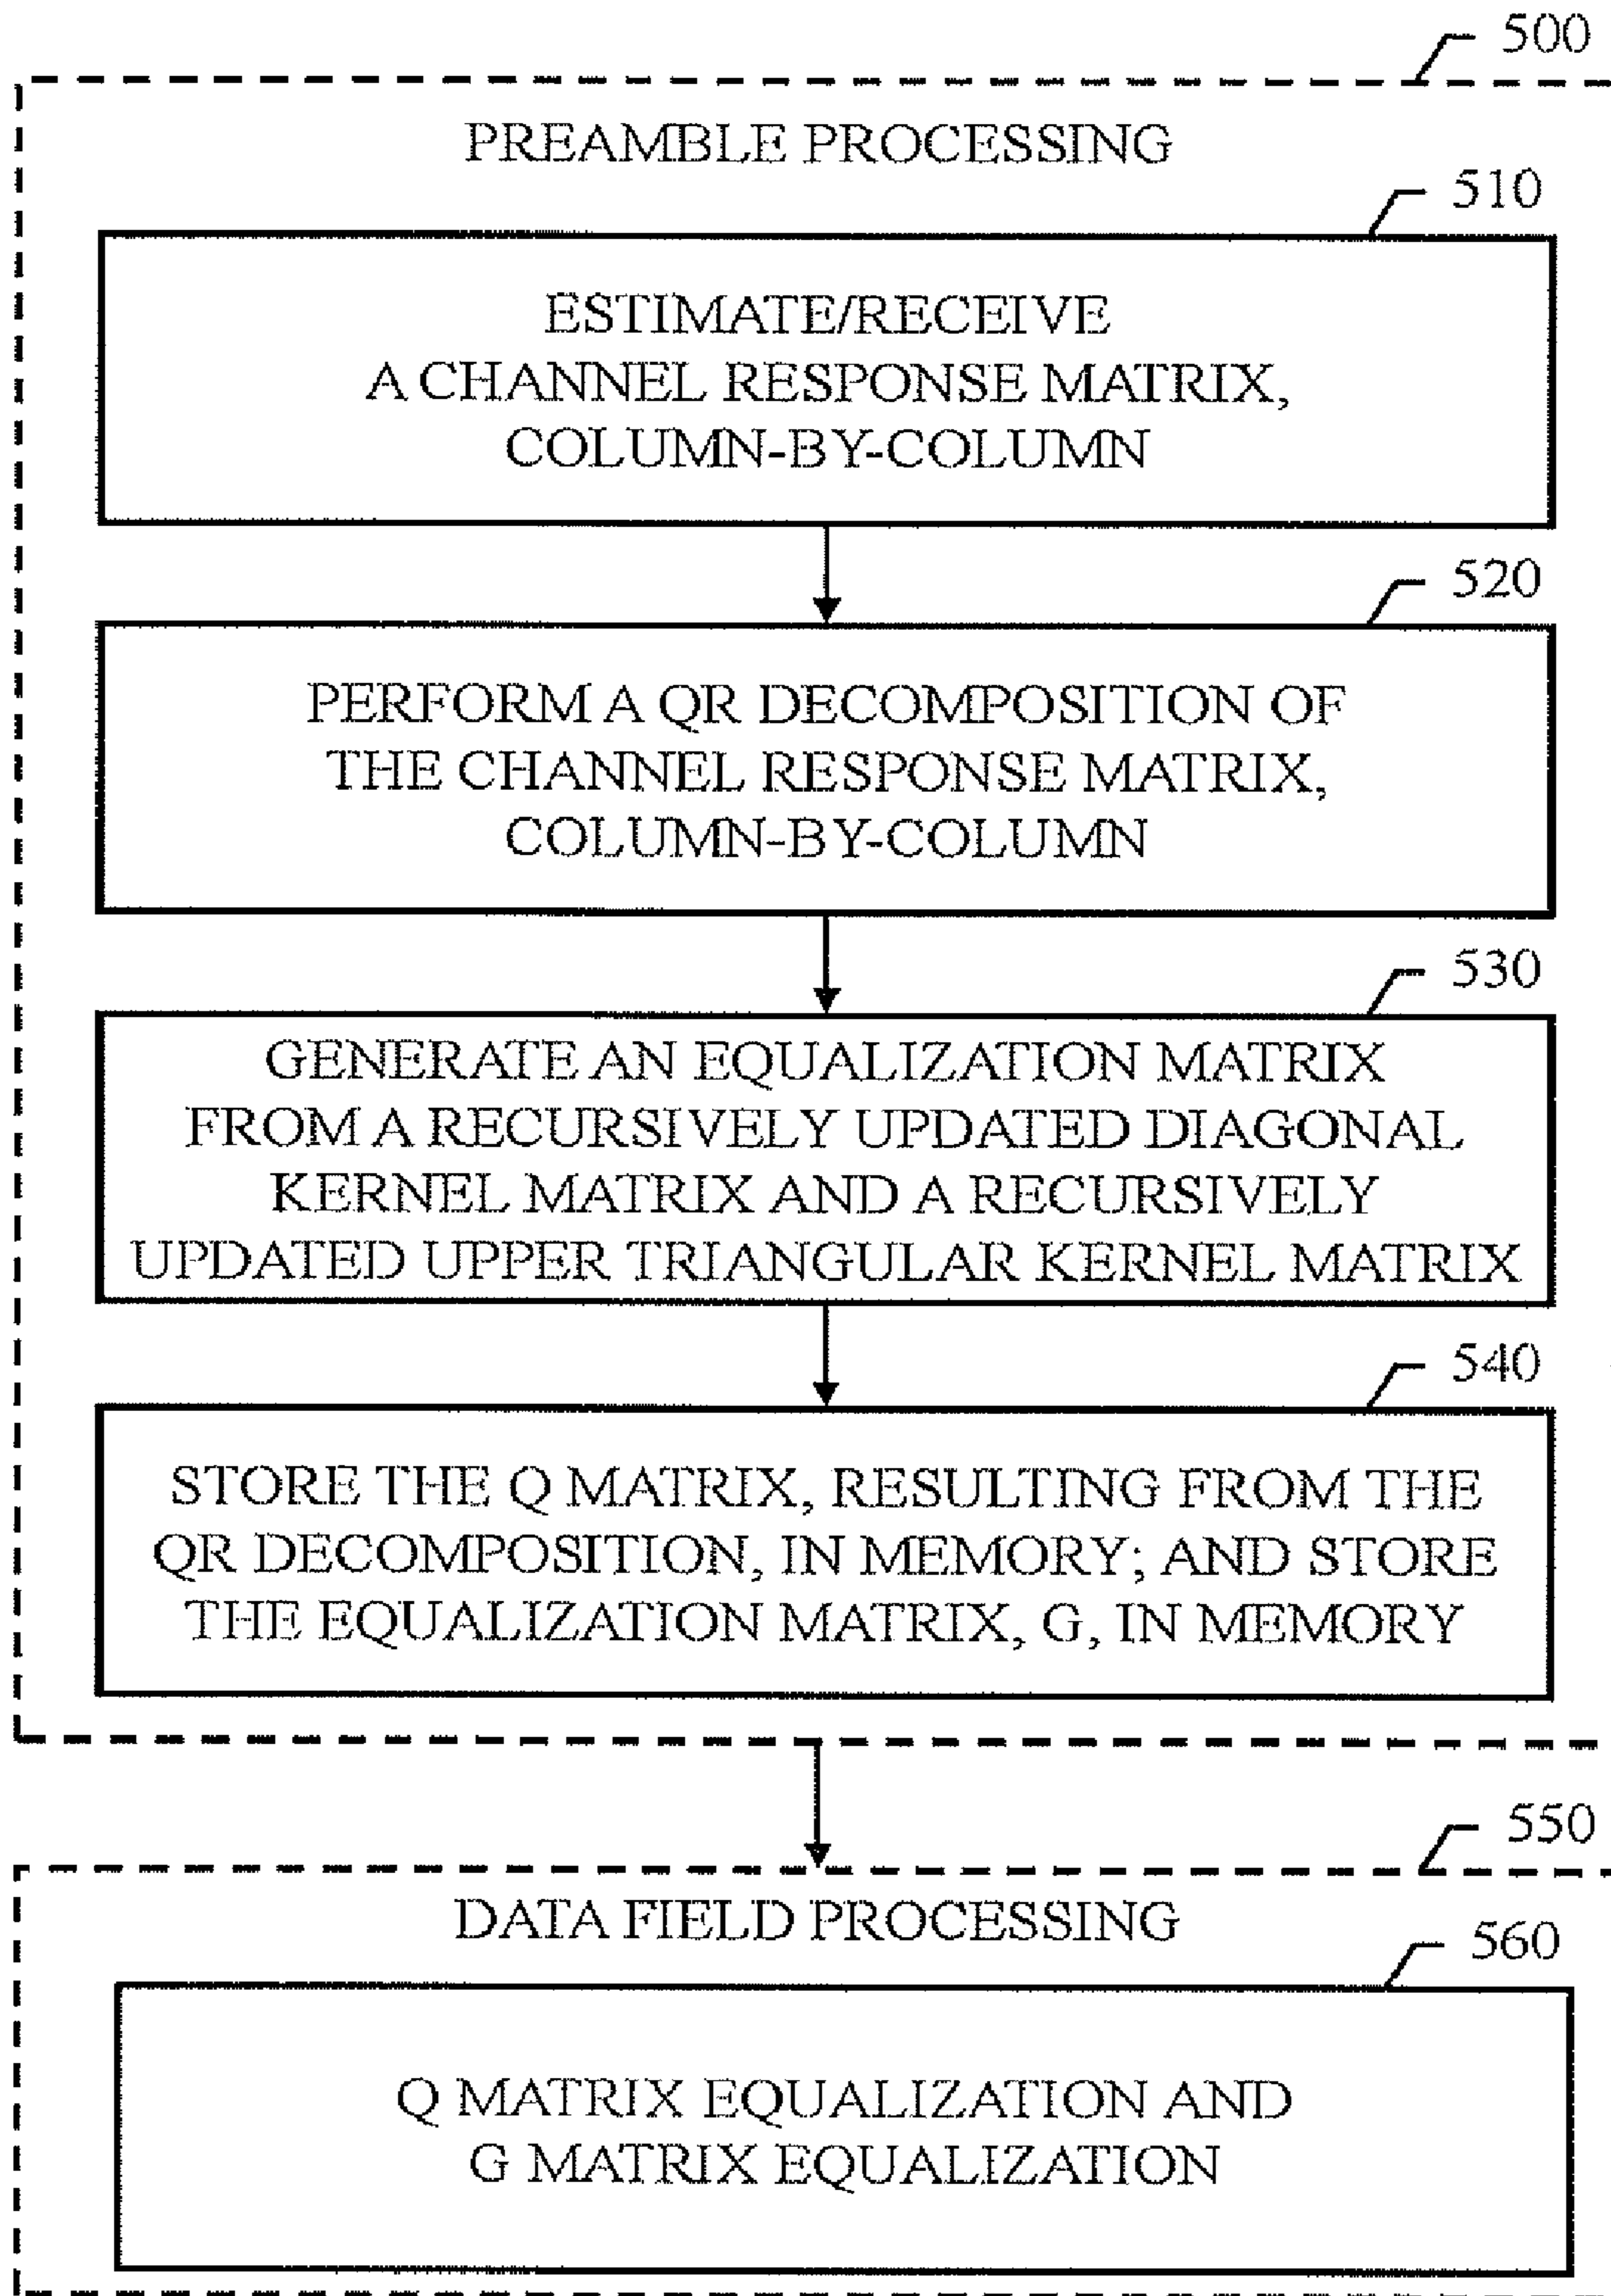 500
PREAMBLE PROCESSING
510
ESTIMATE/RECEIVE
A CHANNEL RESPONSE MATRIX,
COLUMN-BY-COLUMN
520
PERFORM A QR DECOMPOSITION OF
THE CHANNEL RESPONSE MATRIX,
COLUMN-BY-COLUMN
530
GENERATE AN EQUALIZATION MATRIX
FROM A RECURSIVELY UPDATED DIAGONAL
KERNEL MATRIX AND A RECURSIVELY
UPDATED UPPER TRIANGULAR KERNEL MATRIX
540
STORE THE Q MATRIX, RESULTING FROM THE
QR DECOMPOSITION, IN MEMORY; AND STORE
THE EQUALIZATION MATRIX, G, IN MEMORY
550
DATA FIELD PROCESSING
560
Q MATRIX EQUALIZATION AND
G MATRIX EQUALIZATION